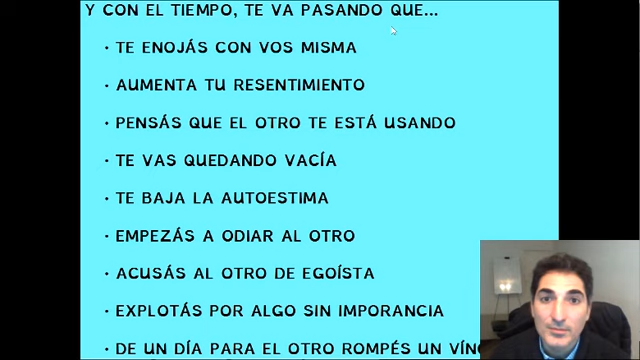 Y CON EL TIEMPO, TE VA PASANDO QUE...
• TE ENOJÁS CON VOS MISMA
• AUMENTA TU RESENTIMIENTO
• PENSÁS QUE EL OTRO TE ESTÁ USANDO
• TE VAS QUEDANDO VACÍA
• TE BAJA LA AUTOESTIMA
• EMPEZÁS A ODIAR AL OTRO
• ACUSÁS AL OTRO DE EGOÍSTA
• EXPLOTÁS POR ALGO SIN IMPORANCIA
• DE UN DÍA PARA EL OTRO ROMPÉS UN